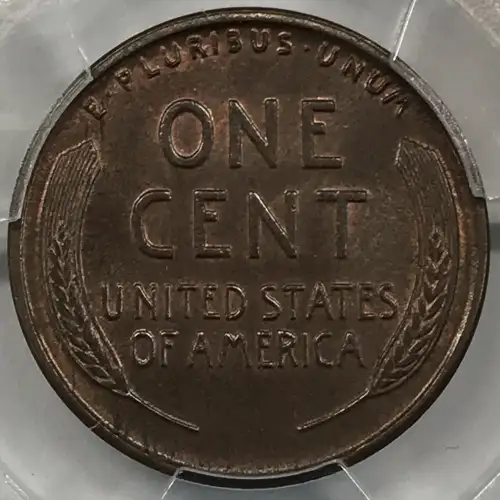 E · PLURIBUS · UNUM
ONE
CENT
UNITED STATES
OF AMERICA